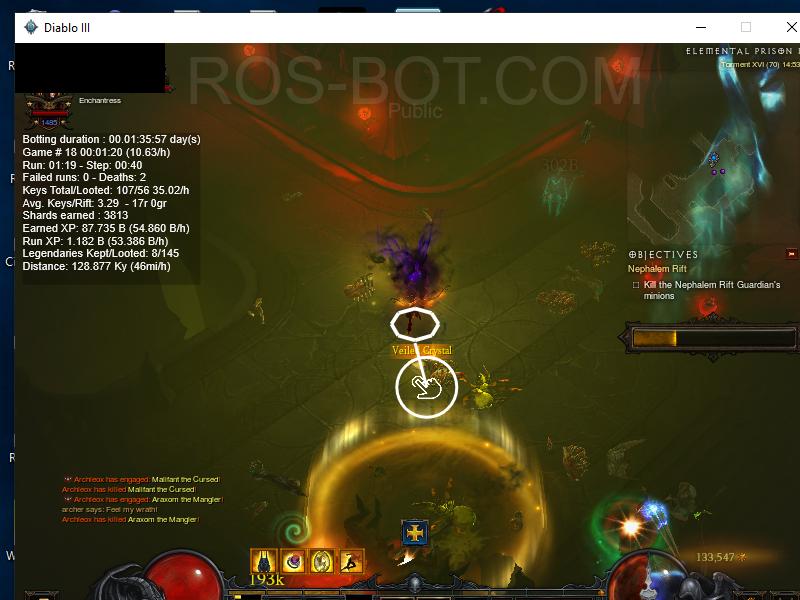 Diablo III
ROS-BOT.COM
Public
ELEMENTAL PRISON
Torment XVI (70) 14:53
Enchantress
1485
Botting duration : 00.01:35:57 day(s)
Game # 18 00:01:20 (10.63/h)
Run: 01:19 - Step: 00:40
Failed runs: 0 - Deaths: 2
Keys Total/Looted: 107/56 35.02/h
Avg. Keys/Rift: 3.29 - 17r 0gr
Shards earned : 3813
Earned XP: 87.735 B (54.860 B/h)
Run XP: 1.182 B (53.386 B/h)
Legendaries Kept/Looted: 8/145
Distance: 128.877 Ky (46mi/h)
302B
OBJECTIVES
Nephalem Rift
Kill the Nephalem Rift Guardian's
minions
Veiled Crystal
Archleox has engaged: Malifant the Cursed!
Archleox has killed Malifant the Cursed!
Archleox has engaged: Araxom the Mangler!
archer says: Feel my wrath!
Archleox has killed Araxom the Mangler!
133,547
193k